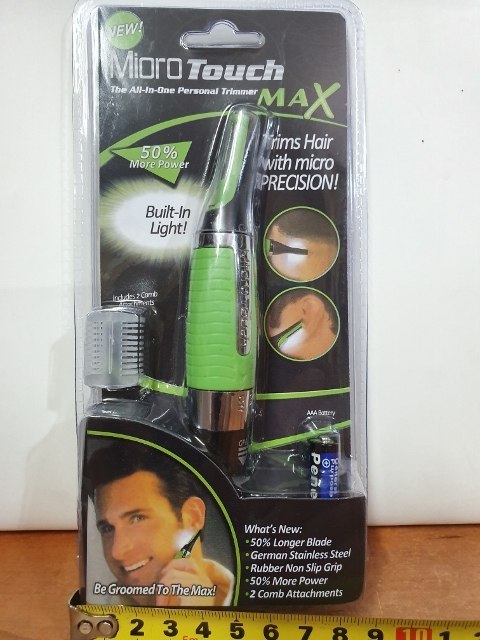 NEW!
MicroTouch
The All-In-One Personal Trimmer
MAX
Trims Hair
with micro
PRECISION!
50%
More Power
Built-In
Light!
Includes 2 Comb
Attachments
AAA Battery
What's New:
• 50% Longer Blade
• German Stainless Steel
• Rubber Non Slip Grip
• 50% More Power
• 2 Comb Attachments
Be Groomed To The Max!
2 3 4 5 6 7 8 9 10 1
5cm